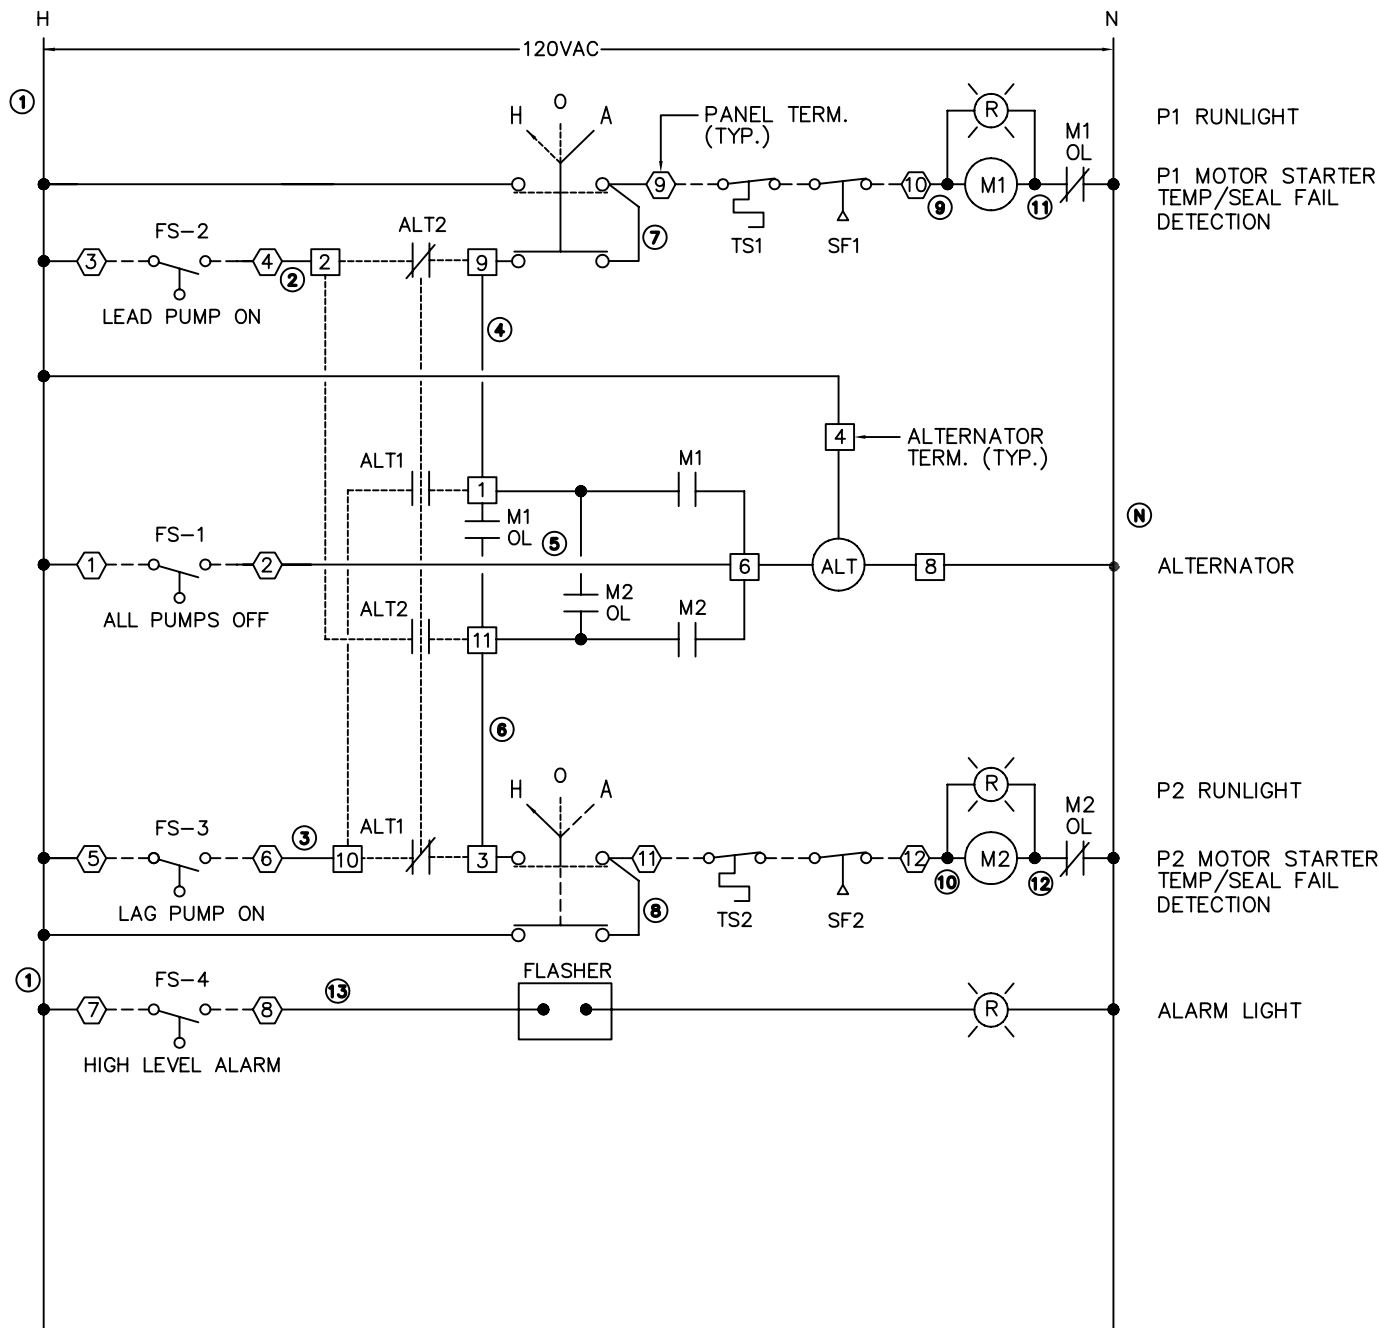 H
N
120VAC
1
H
O
A
PANEL TERM.
(TYP.)
R
M1
OL
P1 RUNLIGHT
9
TS1
SF1
10
9
M1
11
P1 MOTOR STARTER
TEMP/SEAL FAIL
DETECTION
7
FS-2
ALT2
3
4
2
2
9
LEAD PUMP ON
4
4
ALTERNATOR
TERM. (TYP.)
ALT1
1
M1
M1
OL
5
N
FS-1
1
2
6
ALT
8
ALTERNATOR
ALL PUMPS OFF
ALT2
M2
OL
M2
11
6
H
O
A
R
M2
OL
P2 RUNLIGHT
FS-3
3
ALT1
5
6
10
3
11
TS2
SF2
12
10
M2
12
P2 MOTOR STARTER
TEMP/SEAL FAIL
DETECTION
LAG PUMP ON
8
1
FS-4
13
FLASHER
7
8
R
ALARM LIGHT
HIGH LEVEL ALARM